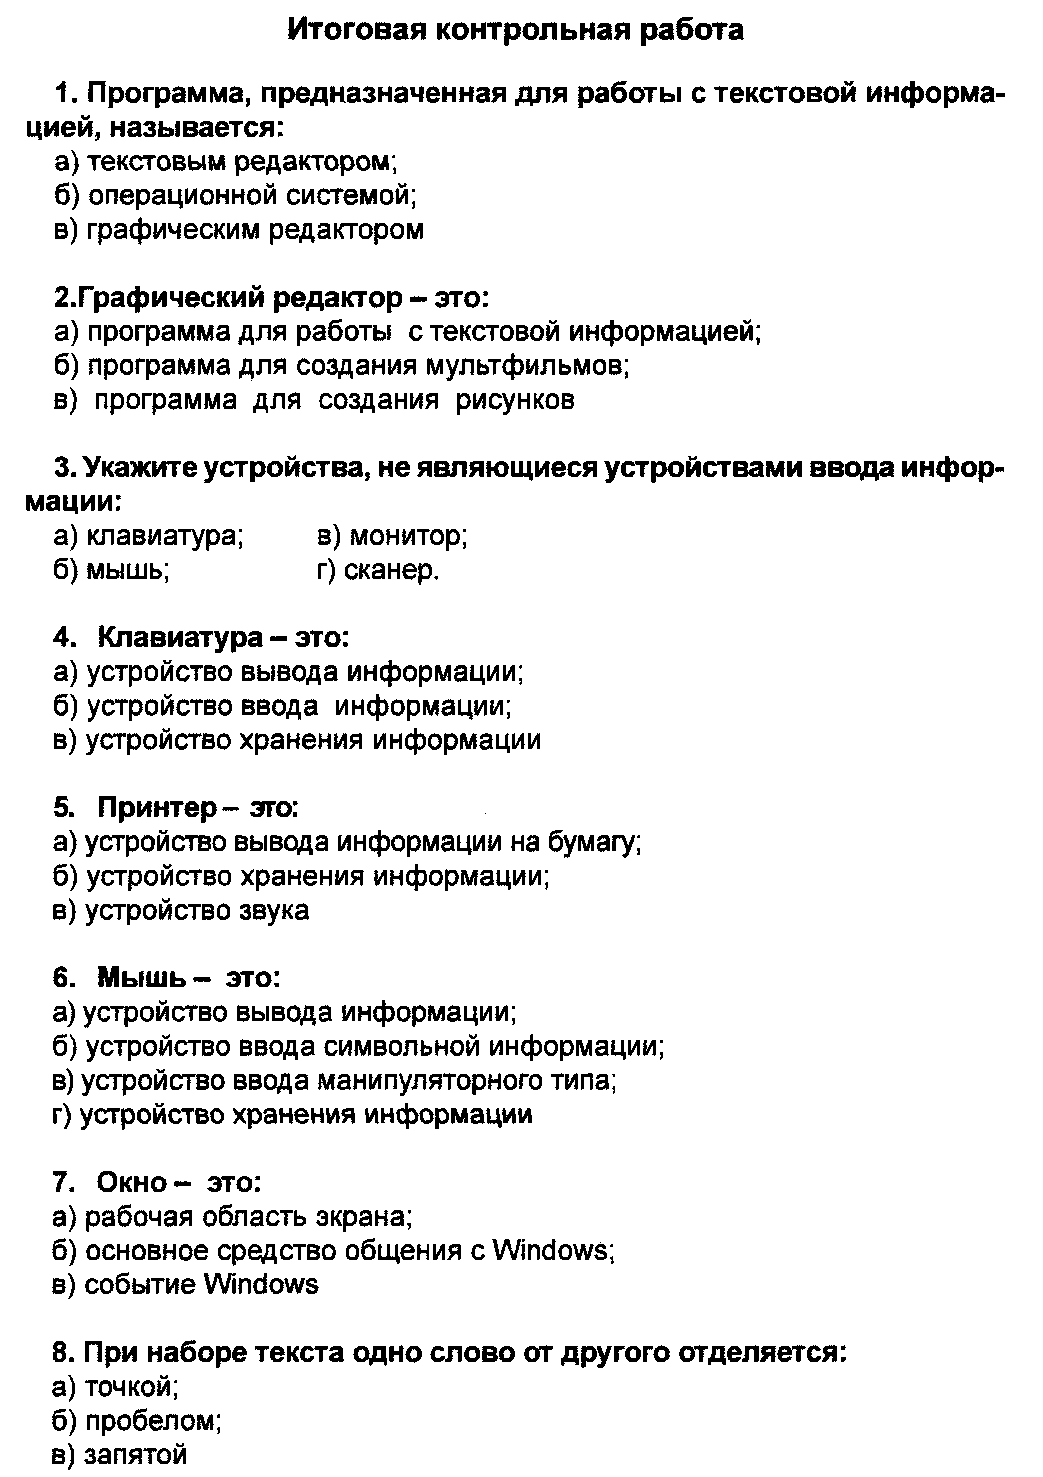 Итоговая контрольная работа
1. Программа, предназначенная для работы с текстовой информа-
цией, называется:
а) текстовым редактором;
б) операционной системой;
в) графическим редактором
2.Графический редактор – это:
а) программа для работы с текстовой информацией;
б) программа для создания мультфильмов;
в) программа для создания рисунков
3. Укажите устройства, не являющиеся устройствами ввода инфор-
мации:
а) клавиатура; в) монитор;
б) мышь; г) сканер.
4. Клавиатура – это:
а) устройство вывода информации;
б) устройство ввода информации;
в) устройство хранения информации
5. Принтер – это:
а) устройство вывода информации на бумагу;
б) устройство хранения информации;
в) устройство звука
6. Мышь – это:
а) устройство вывода информации;
б) устройство ввода символьной информации;
в) устройство ввода манипуляторного типа;
г) устройство хранения информации
7. Окно – это:
а) рабочая область экрана;
б) основное средство общения с Windows;
в) событие Windows
8. При наборе текста одно слово от другого отделяется:
а) точкой;
б) пробелом;
в) запятой